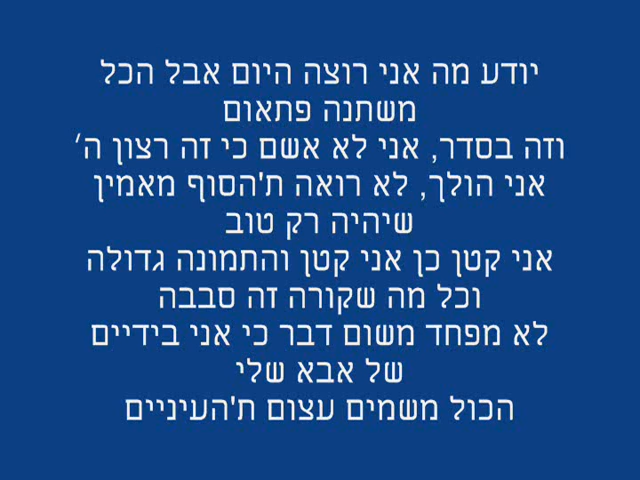 יודע מה אני רוצה היום אבל הכל
משתנה פתאום
וזה בסדר, אני לא אשם כי זה רצון ה'
אני הולך, לא רואה ת'הסוף מאמין
שיהיה רק טוב
אני קטן כן אני קטן והתמונה גדולה
וכל מה שקורה זה סבבה
לא מפחד משום דבר כי אני בידיים
של אבא שלי
הכול משמים עצום ת'העיניים